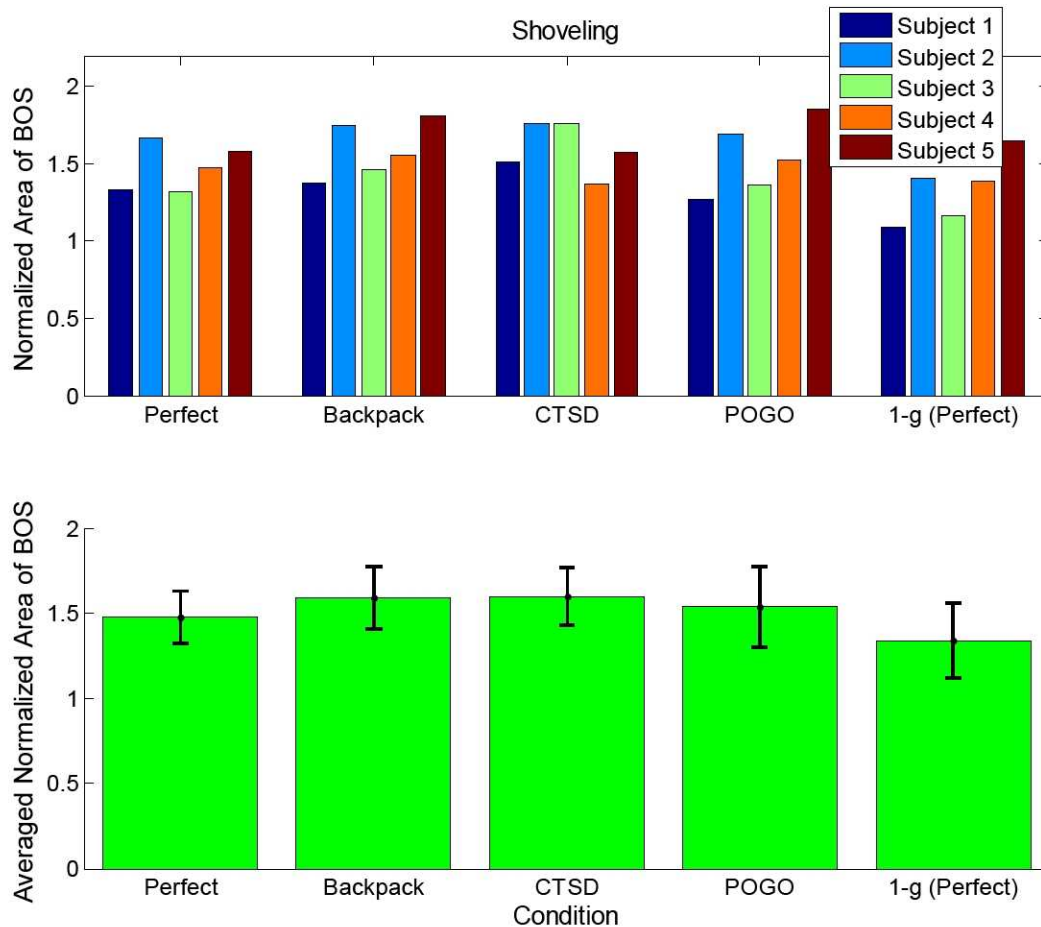 Shoveling
Subject 1
Subject 2
Subject 3
Subject 4
Subject 5
Normalized Area of BOS
2
1.5
1
0.5
0
Perfect Backpack CTSD POGO 1-g (Perfect)
Averaged Normalized Area of BOS
2
1.5
1
0.5
0
Perfect Backpack CTSD POGO 1-g (Perfect)
Condition